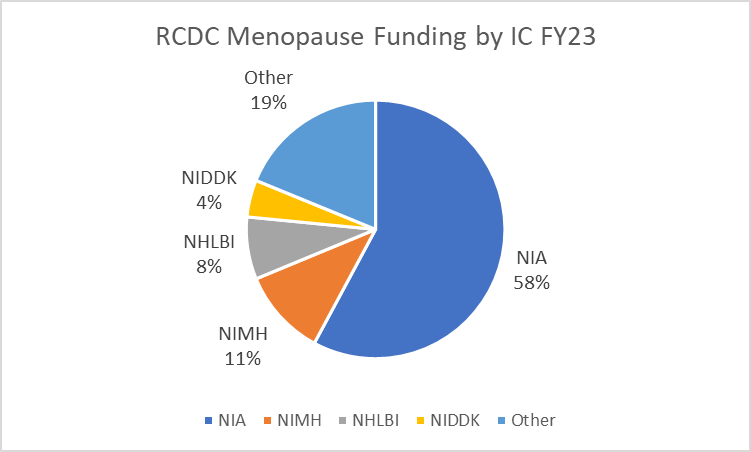 RCDC Menopause Funding by IC FY23
Other
19%
NIDDK
4%
NHLBI
8%
NIMH
11%
NIA
58%
NIA NIMH NHLBI NIDDK Other